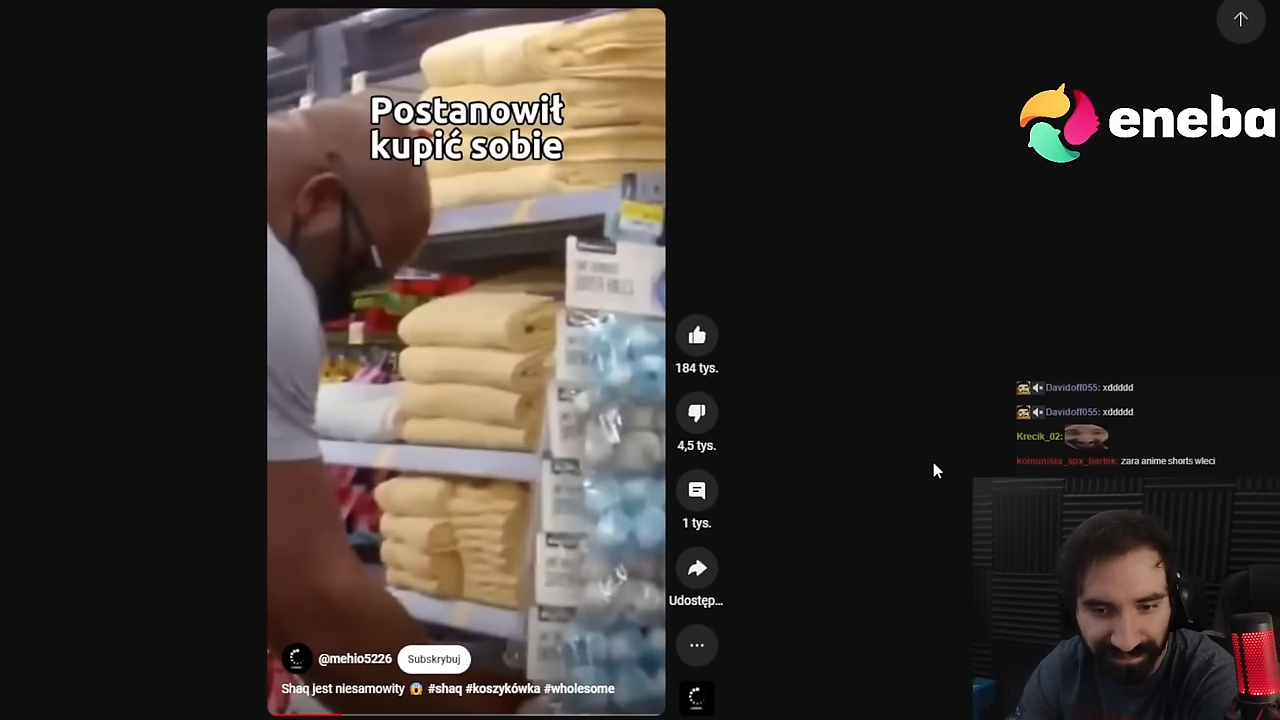 Postanowił
kupić sobie
eneba
184 tys.
4,5 tys.
1 tys.
Udostęp...
Davidoff055: xddddd
Davidoff055: xddddd
Krecik_02:
komunista_spx_bartek: zara anime shorts wleci
@mehio5226
Subskrybuj
Shaq jest niesamowity 😱 #shaq #koszykówka #wholesome